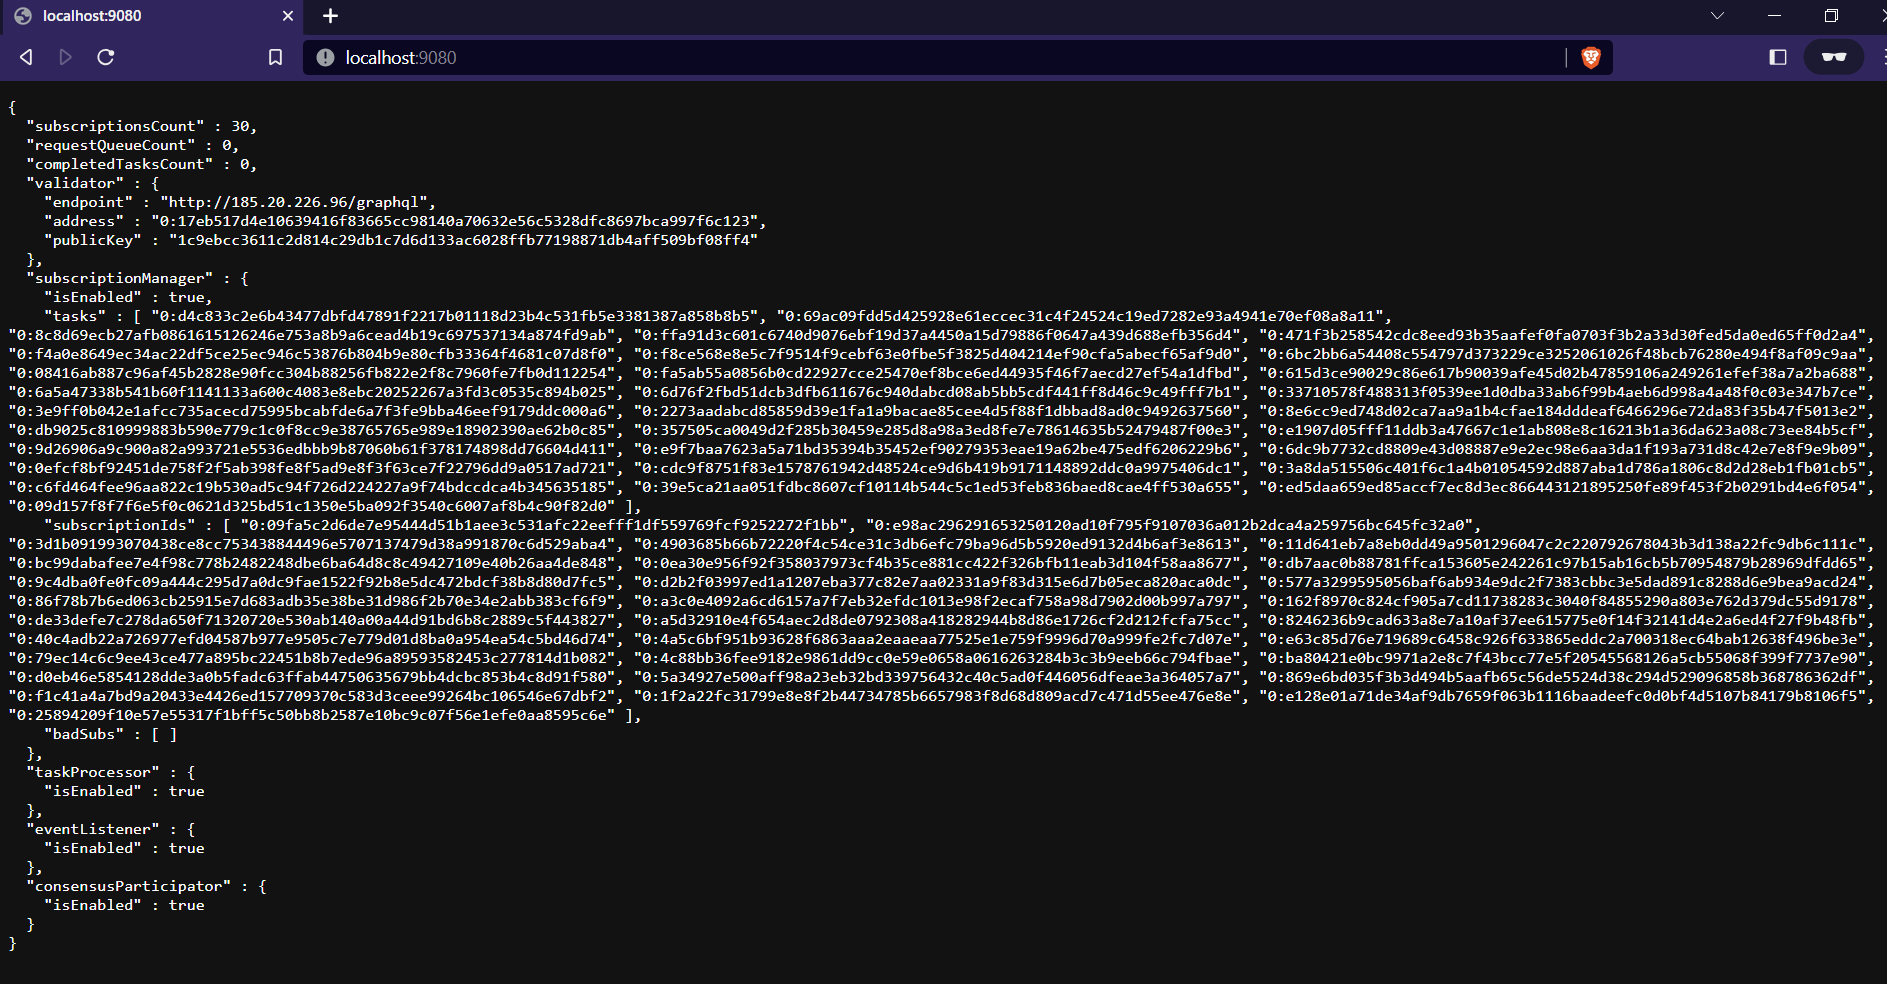 localhost:9080
localhost:9080
{
"subscriptionsCount" : 30,
"requestQueueCount" : 0,
"completedTasksCount" : 0,
"validator" : {
"endpoint" : "http://185.20.226.96/graphql",
"address" : "0:17eb517d4e10639416f83665cc98140a70632e56c5328dfc8697bca997f6c123",
"publicKey" : "1c9ebcc3611c2d814c29db1c7d6d133ac6028ffb77198871db4aff509bf08ff4"
},
"subscriptionManager" : {
"isEnabled" : true,
"tasks" : [ "0:d4c833c2e6b43477dbfd47891f2217b01118d23b4c531fb5e3381387a858b8b5", "0:69ac09fdd5d425928e61eccec31c4f24524c19ed7282e93a4941e70ef08a8a11",
"0:8c8d69ecb27afb0861615126246e753a8b9a6cead4b19c697537134a874fd9ab", "0:ffa91d3c601c6740d9076ebf19d37a4450a15d79886f0647a439d688efb356d4", "0:471f3b258542cdc8eed93b35aafef0fa0703f3b2a33d30fed5da0ed65ff0d2a4",
"0:f4a0e8649ec34ac22df5ce25ec946c53876b804b9e80cfb33364f4681c07d8f0", "0:f8ce568e8e5c7f9514f9cebf63e0fbe5f3825d404214ef90cfa5abecf65af9d0", "0:6bc2bb6a54408c554797d373229ce3252061026f48bcb76280e494f8af09c9aa",
"0:08416ab887c96af45b2828e90fcc304b88256fb822e2f8c7960fe7fb0d112254", "0:fa5ab55a0856b0cd22927cce25470ef8bce6ed44935f46f7aecd27ef54a1dfbd", "0:615d3ce90029c86e617b90039afe45d02b47859106a249261efef38a7a2ba688",
"0:6a5a47338b541b60f1141133a600c4083e8ebc20252267a3fd3c0535c894b025", "0:6d76f2fbd51dcb3dfb611676c940dabcd08ab5bb5cdf441ff8d46c9c49fff7b1", "0:33710578f488313f0539ee1d0dba33ab6f99b4aeb6d998a4a48f0c03e347b7ce",
"0:3e9ff0b042e1afcc735acecd75995bcabfde6a7f3fe9bba46eef9179ddc000a6", "0:2273aadabcd85859d39e1fa1a9bacae85cee4d5f88f1dbbad8ad0c9492637560", "0:8e6cc9ed748d02ca7aa9a1b4cfae184dddeaf6466296e72da83f35b47f5013e2",
"0:db9025c810999883b590e779c1c0f8cc9e38765765e989e18902390ae62b0c85", "0:357505ca0049d2f285b30459e285d8a98a3ed8fe7e78614635b52479487f00e3", "0:e1907d05fff11ddb3a47667c1e1ab808e8c16213b1a36da623a08c73ee84b5cf",
"0:9d26906a9c900a82a993721e5536edbbb9b87060b61f378174898dd76604d411", "0:e9f7baa7623a5a71bd35394b35452ef90279353eae19a62be475edf6206229b6", "0:6dc9b7732cd8809e43d08887e9e2ec98e6aa3da1f193a731d8c42e7e8f9e9b09",
"0:0efcf8bf92451de758f2f5ab398fe8f5ad9e8f3f63ce7f22796dd9a0517ad721", "0:cdc9f8751f83e1578761942d48524ce9d6b419b9171148892ddc0a9975406dc1", "0:3a8da515506c401f6c1a4b01054592d887aba1d786a1806c8d2d28eb1fb01cb5",
"0:c6fd464fee96aa822c19b530ad5c94f726d224227a9f74bdccdca4b345635185", "0:39e5ca21aa051fdbc8607cf10114b544c5c1ed53feb836baed8cae4ff530a655", "0:ed5daa659ed85accf7ec8d3ec866443121895250fe89f453f2b0291bd4e6f054",
"0:09d157f8f7f6e5f0c0621d325bd51c1350e5ba092f3540c6007af8b4c90f82d0" ],
"subscriptionIds" : [ "0:09fa5c2d6de7e95444d51b1aee3c531afc22eefff1df559769fcf9252272f1bb", "0:e98ac296291653250120ad10f795f9107036a012b2dca4a259756bc645fc32a0",
"0:3d1b091993070438ce8cc753438844496e5707137479d38a991870c6d529aba4", "0:4903685b66b72220f4c54ce31c3db6efc79ba96d5b5920ed9132d4b6af3e8613", "0:11d641eb7a8eb0dd49a9501296047c2c220792678043b3d138a22fc9db6c111c",
"0:bc99dabafee7e4f98c778b2482248dbe6ba64d8c8c49427109e40b26aa4de848", "0:0ea30e956f92f358037973cf4b35ce881cc422f326bfb11eab3d104f58aa8677", "0:db7aac0b88781ffca153605e242261c97b15ab16cb5b70954879b28969dfdd65",
"0:9c4dba0fe0fc09a444c295d7a0dc9fae1522f92b8e5dc472bdcf38b8d80d7fc5", "0:d2b2f03997ed1a1207eba377c82e7aa02331a9f83d315e6d7b05eca820aca0dc", "0:577a3299595056baf6ab934e9dc2f7383cbbc3e5dad891c8288d6e9bea9acd24",
"0:86f78b7b6ed063cb25915e7d683adb35e38be31d986f2b70e34e2abb383cf6f9", "0:a3c0e4092a6cd6157a7f7eb32efdc1013e98f2ecaf758a98d7902d00b997a797", "0:162f8970c824cf905a7cd11738283c3040f84855290a803e762d379dc55d9178",
"0:de33defe7c278da650f71320720e530ab140a00a44d91bd6b8c2889c5f443827", "0:a5d32910e4f654aec2d8de0792308a418282944b8d86e1726cf2d212fcfa75cc", "0:8246236b9cad633a8e7a10af37ee615775e0f14f32141d4e2a6ed4f27f9b48fb",
"0:40c4adb22a726977efd04587b977e9505c7e779d01d8ba0a954ea54c5bd46d74", "0:4a5c6bf951b93628f6863aaa2eaaeaa77525e1e759f9996d70a999fe2fc7d07e", "0:e63c85d76e719689c6458c926f633865eddc2a700318ec64bab12638f496be3e",
"0:79ec14c6c9ee43ce477a895bc22451b8b7ede96a89593582453c277814d1b082", "0:4c88bb36fee9182e9861dd9cc0e59e0658a0616263284b3c3b9eeb66c794fbae", "0:ba80421e0bc9971a2e8c7f43bcc77e5f20545568126a5cb55068f399f7737e90",
"0:d0eb46e5854128dde3a0b5fadc63ffab44750635679bb4dcbc853b4c8d91f580", "0:5a34927e500aff98a23eb32bd339756432c40c5ad0f446056dfeae3a364057a7", "0:869e6bd035f3b3d494b5aafb65c56de5524d38c294d529096858b368786362df",
"0:f1c41a4a7bd9a20433e4426ed157709370c583d3ceee99264bc106546e67dbf2", "0:1f2a22fc31799e8e8f2b44734785b6657983f8d68d809acd7c471d55ee476e8e", "0:e128e01a71de34af9db7659f063b1116baadeefc0d0bf4d5107b84179b8106f5",
"0:25894209f10e57e55317f1bff5c50bb8b2587e10bc9c07f56e1efe0aa8595c6e" ],
"badSubs" : [ ]
},
"taskProcessor" : {
"isEnabled" : true
},
"eventListener" : {
"isEnabled" : true
},
"consensusParticipator" : {
"isEnabled" : true
}
}